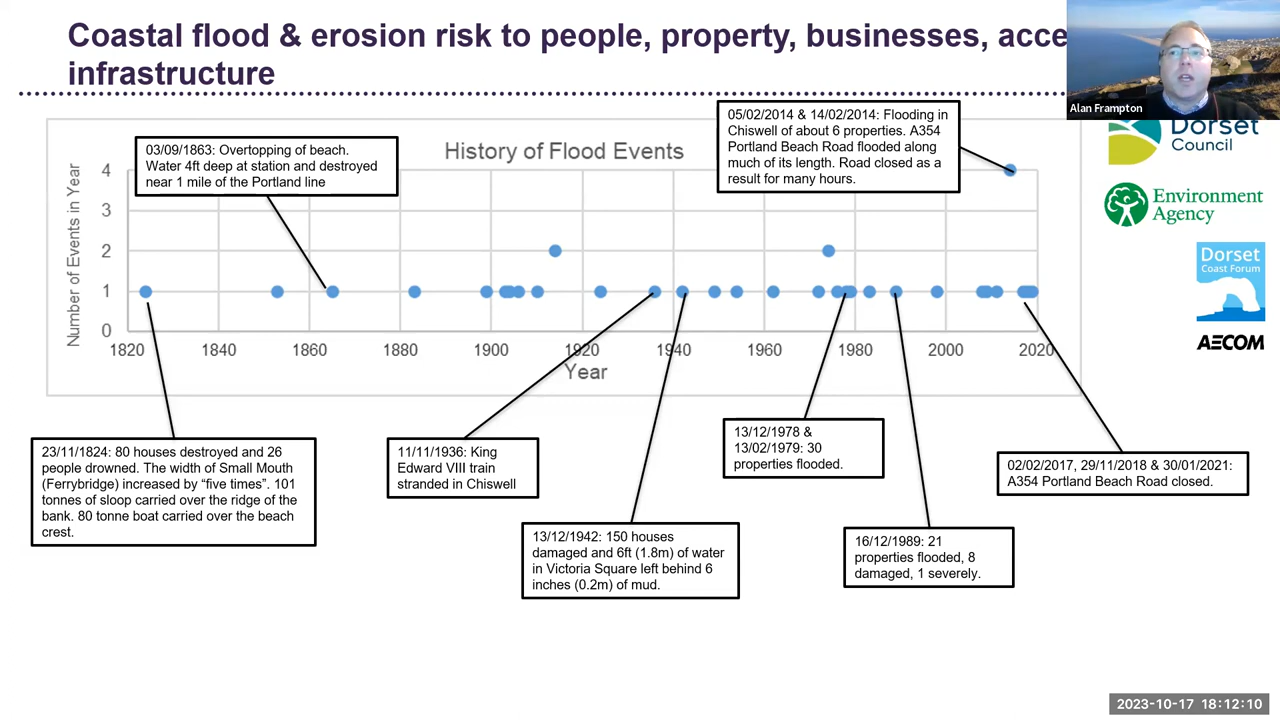 Coastal flood & erosion risk to people, property, businesses, acce
infrastructure
Alan Frampton
Dorset
Council
Environment
Agency
Dorset
Coast Forum
AECOM
History of Flood Events
Number of Events in Year
4
3
2
1
0
1820
1840
1860
1880
1900
1920
1940
1960
1980
2000
2020
Year
03/09/1863: Overtopping of beach.
Water 4ft deep at station and destroyed
near 1 mile of the Portland line
05/02/2014 & 14/02/2014: Flooding in
Chiswell of about 6 properties. A354
Portland Beach Road flooded along
much of its length. Road closed as a
result for many hours.
23/11/1824: 80 houses destroyed and 26
people drowned. The width of Small Mouth
(Ferrybridge) increased by “five times”. 101
tonnes of sloop carried over the ridge of the
bank. 80 tonne boat carried over the beach
crest.
11/11/1936: King
Edward VIII train
stranded in Chiswell
13/12/1942: 150 houses
damaged and 6ft (1.8m) of water
in Victoria Square left behind 6
inches (0.2m) of mud.
13/12/1978 &
13/02/1979: 30
properties flooded.
16/12/1989: 21
properties flooded, 8
damaged, 1 severely.
02/02/2017, 29/11/2018 & 30/01/2021:
A354 Portland Beach Road closed.
2023-10-17 18:12:10